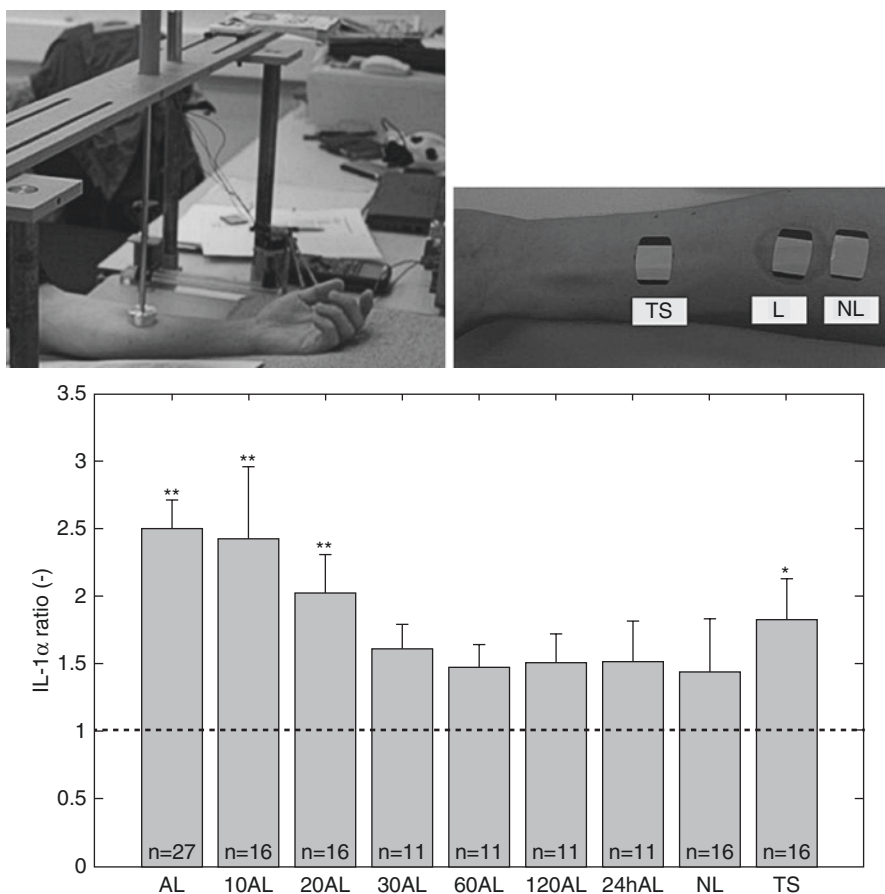 TS
L
NL
3.5
3
2.5
2
1.5
1
0.5
0
IL-1α ratio (-)
**
**
**
*
n=27 n=16 n=16 n=11 n=11 n=11 n=11 n=16 n=16
AL 10AL 20AL 30AL 60AL 120AL 24hAL NL TS